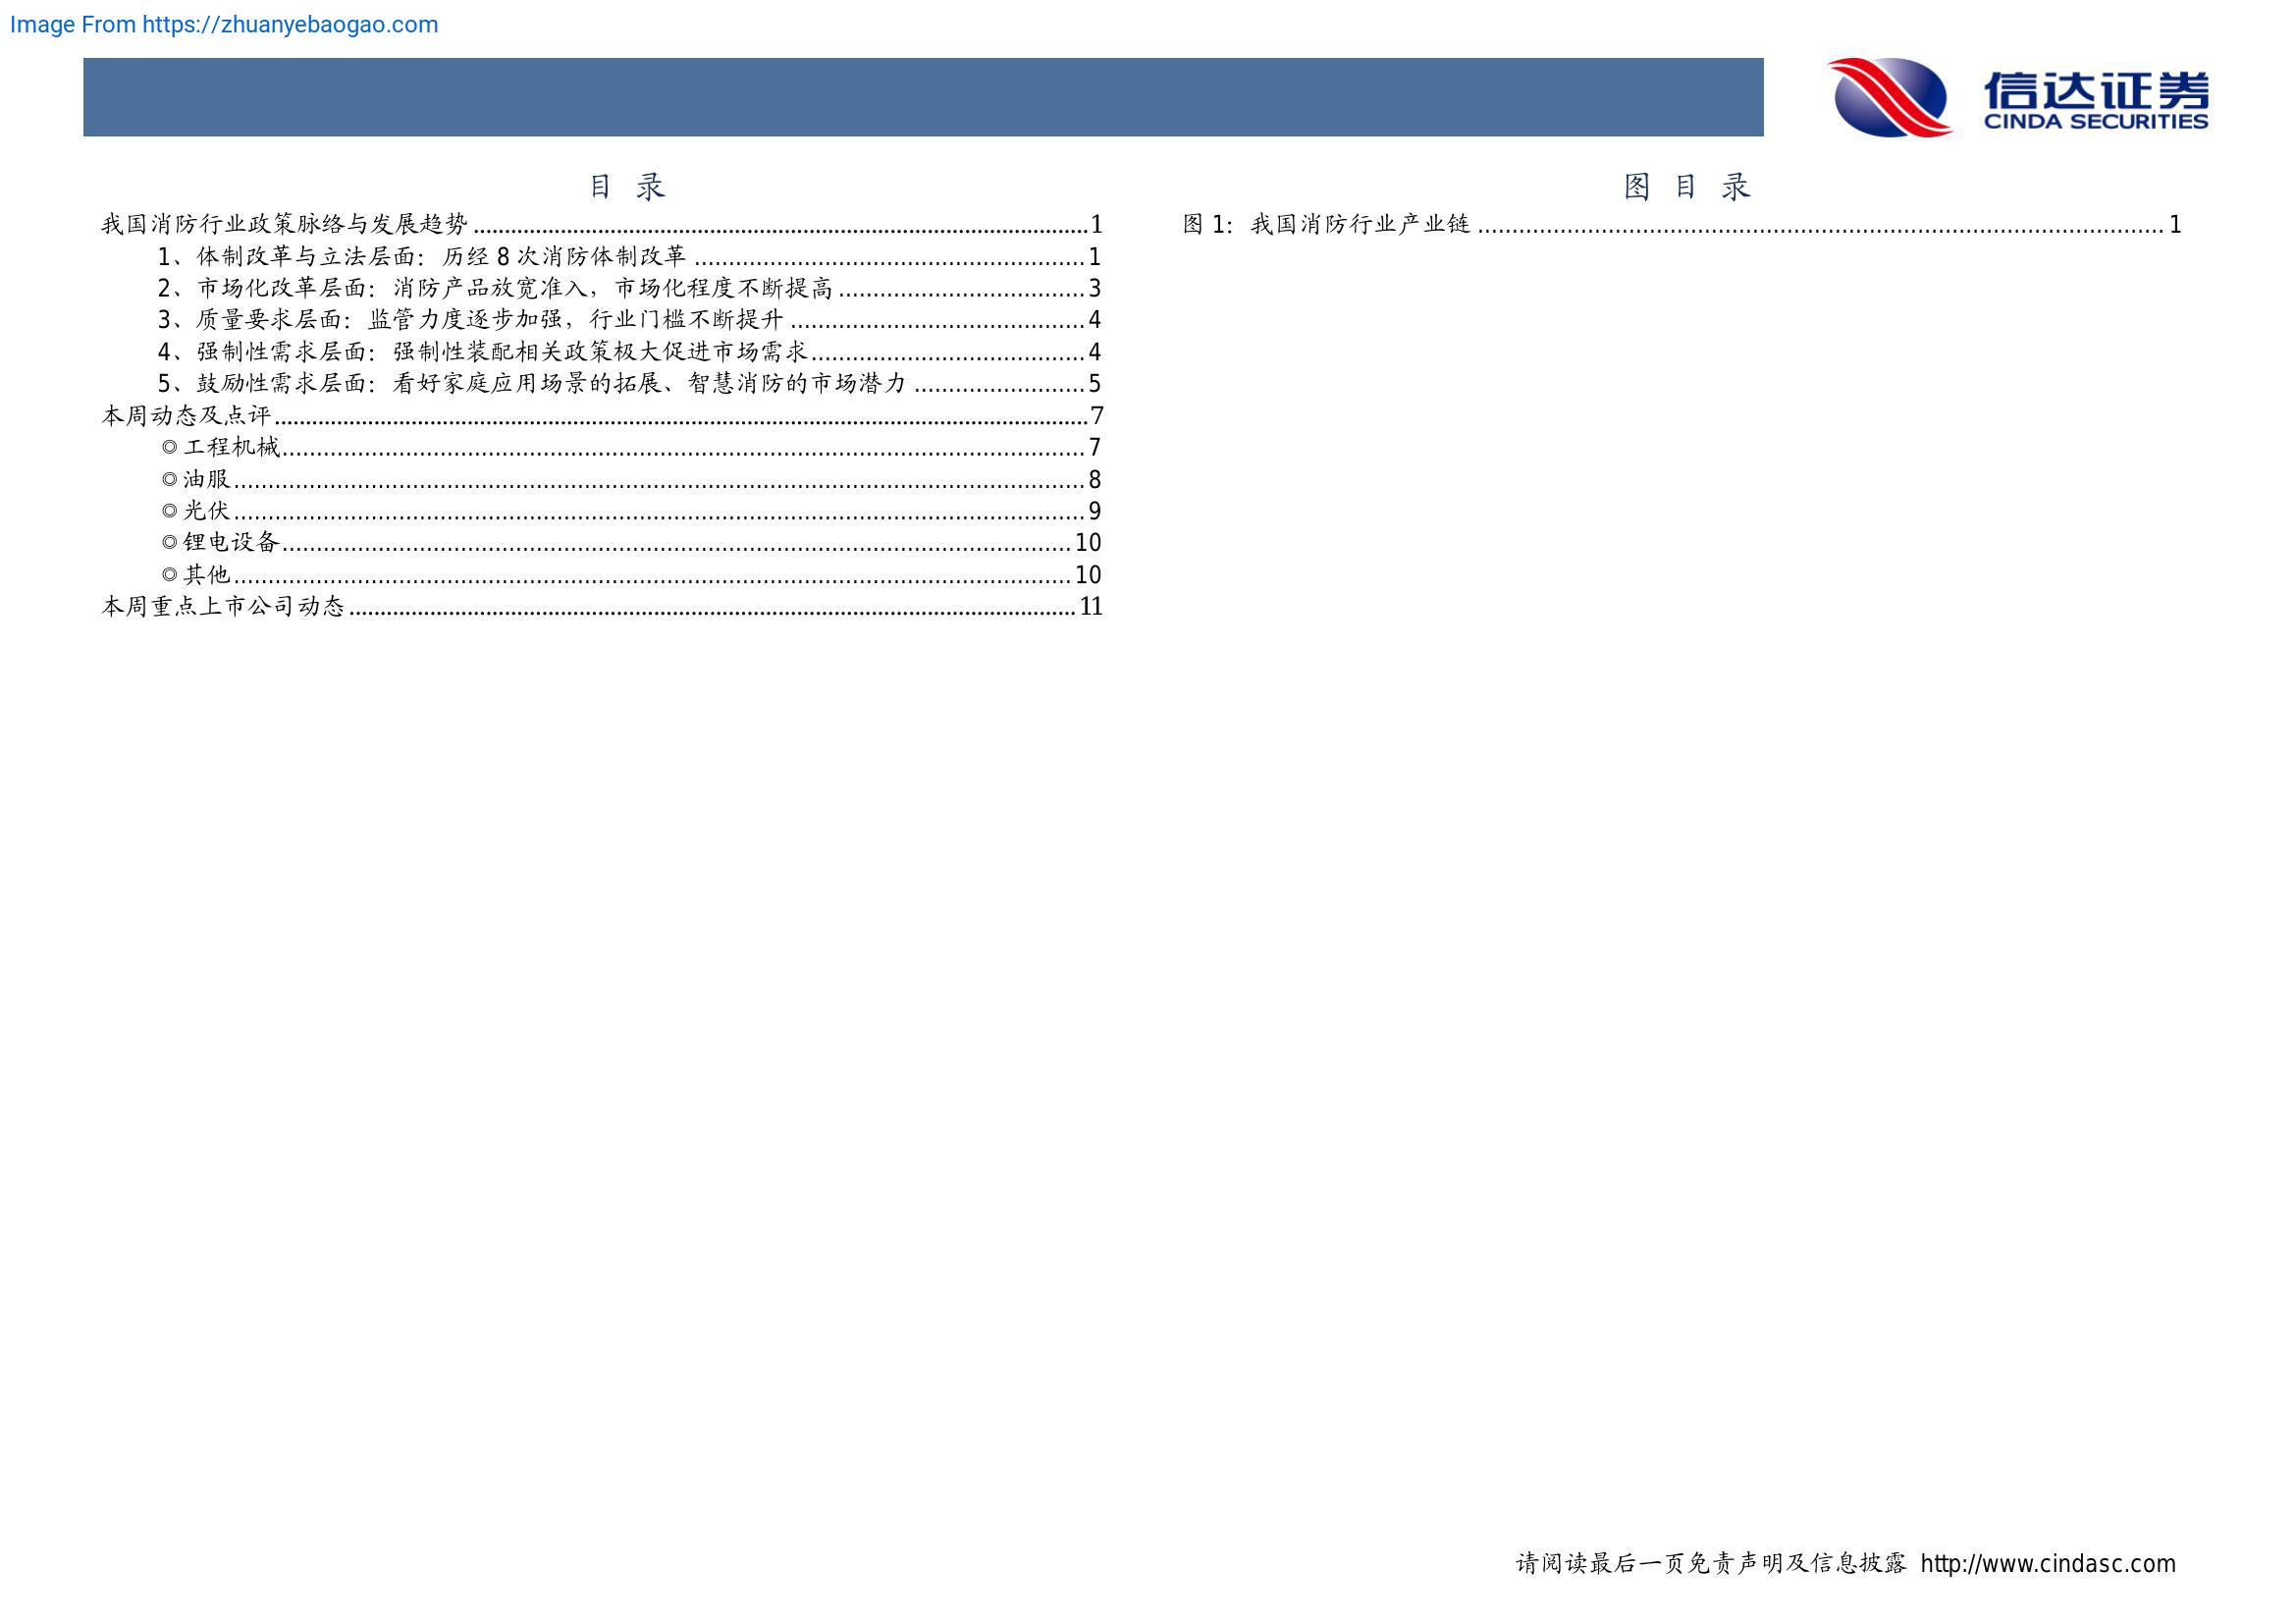 Image From https://zhuanyebaogao.com
信达证券
CINDA SECURITIES
目 录
我国消防行业政策脉络与发展趋势 ........ 1
1、体制改革与立法层面：历经 8 次消防体制改革 ........ 1
2、市场化改革层面：消防产品放宽准入，市场化程度不断提高 ........ 3
3、质量要求层面：监管力度逐步加强，行业门槛不断提升 ........ 4
4、强制性需求层面：强制性装配相关政策极大促进市场需求 ........ 4
5、鼓励性需求层面：看好家庭应用场景的拓展、智慧消防的市场潜力 ........ 5
本周动态及点评 ........ 7
◎工程机械 ........ 7
◎油服 ........ 8
◎光伏 ........ 9
◎锂电设备 ........ 10
◎其他 ........ 10
本周重点上市公司动态 ........ 11
图 目 录
图 1：我国消防行业产业链 ........ 1
请阅读最后一页免责声明及信息披露 http://www.cindasc.com